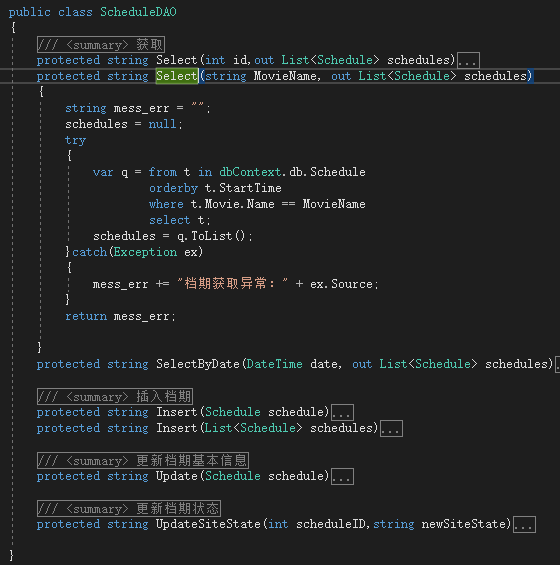 public class ScheduleDAO
{
/// <summary> 获取
protected string Select(int id,out List<Schedule> schedules)...
protected string Select(string MovieName, out List<Schedule> schedules)
{
string mess_err = "";
schedules = null;
try
{
var q = from t in dbContext.db.Schedule
orderby t.StartTime
where t.Movie.Name == MovieName
select t;
schedules = q.ToList();
}catch(Exception ex)
{
mess_err += "档期获取异常：" + ex.Source;
}
return mess_err;
}
protected string SelectByDate(DateTime date, out List<Schedule> schedules)
/// <summary> 插入档期
protected string Insert(Schedule schedule)...
protected string Insert(List<Schedule> schedules)...
/// <summary> 更新档期基本信息
protected string Update(Schedule schedule)...
/// <summary> 更新档期状态
protected string UpdateSiteState(int scheduleID,string newSiteState)...
}